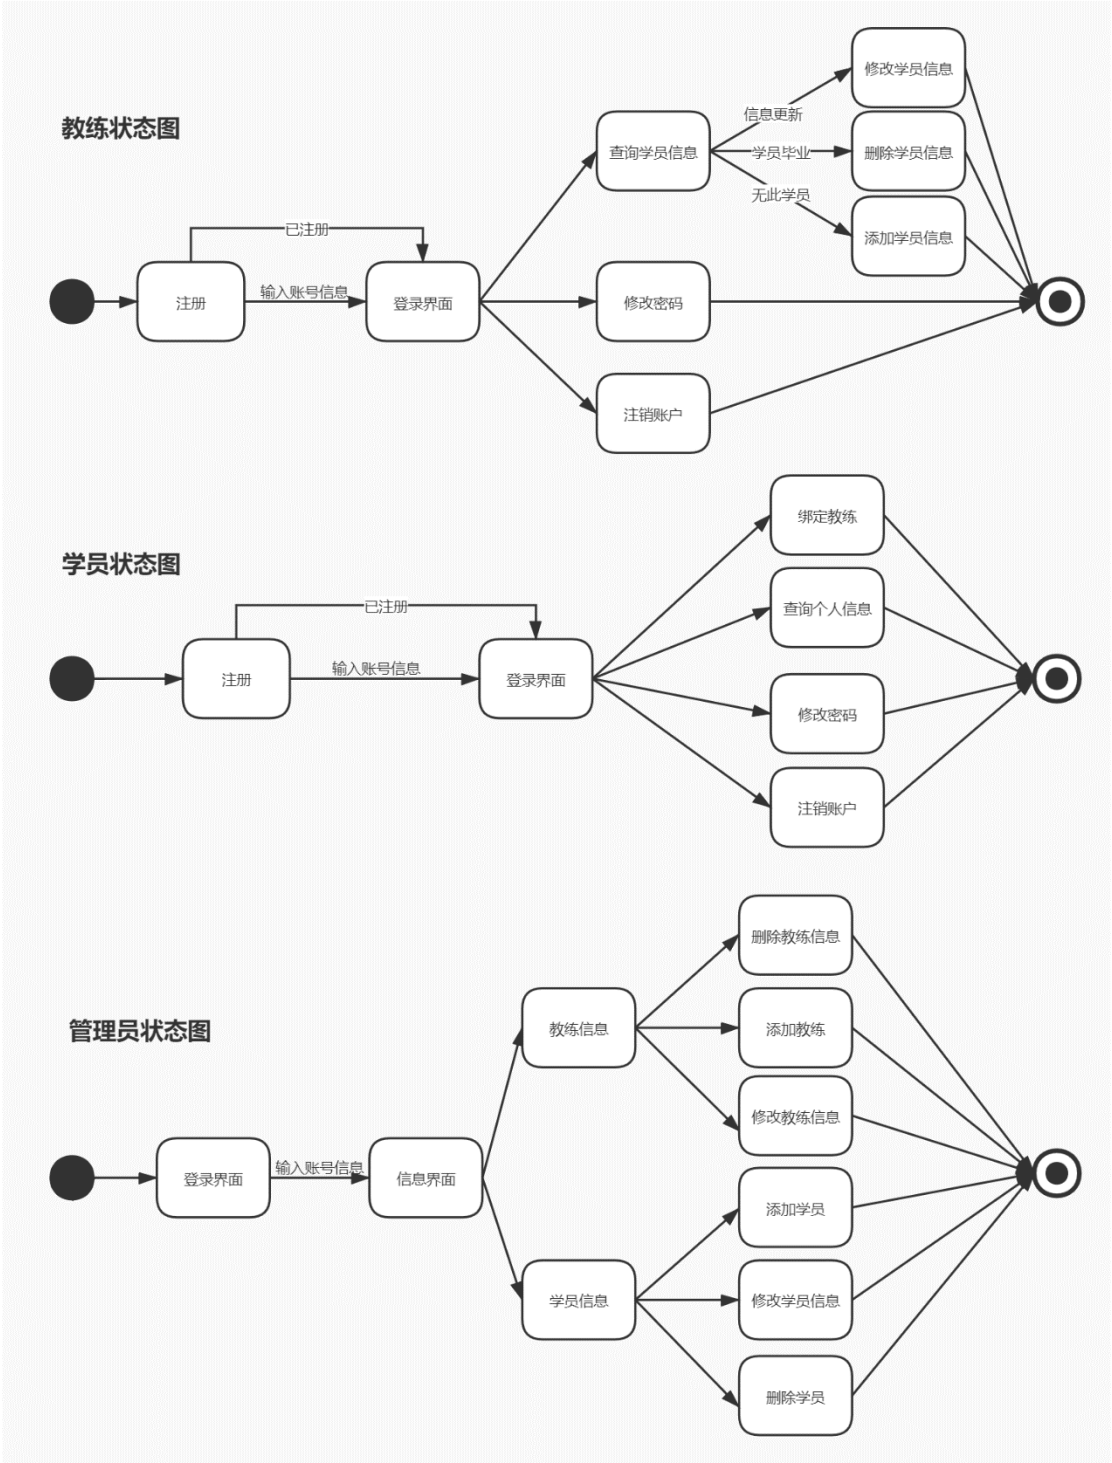 教练状态图
修改学员信息
信息更新
查询学员信息
学员毕业
删除学员信息
无此学员
添加学员信息
已注册
注册
输入账号信息
登录界面
修改密码
注销账户
学员状态图
绑定教练
已注册
查询个人信息
注册
输入账号信息
登录界面
修改密码
注销账户
管理员状态图
删除教练信息
教练信息
添加教练
修改教练信息
登录界面
输入账号信息
信息界面
添加学员
学员信息
修改学员信息
删除学员